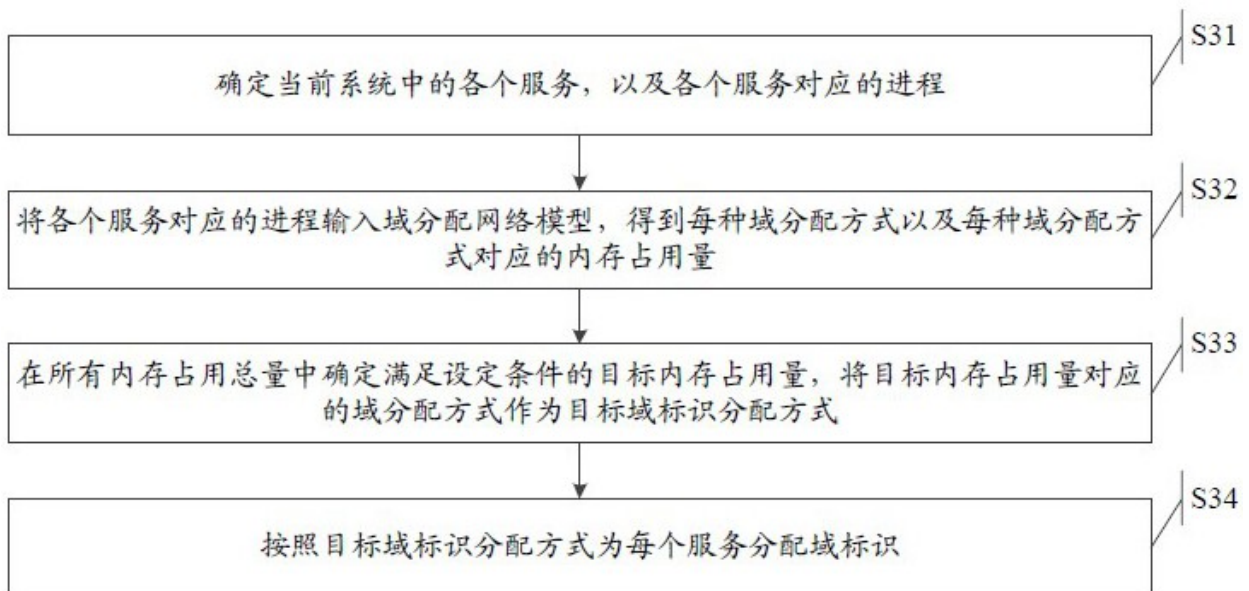 S31
确定当前系统中的各个服务，以及各个服务对应的进程
S32
将各个服务对应的进程输入域分配网络模型，得到每种域分配方式以及每种域分配方
式对应的内存占用量
S33
在所有内存占用总量中确定满足设定条件的目标内存占用量，将目标内存占用量对应
的域分配方式作为目标域标识分配方式
S34
按照目标域标识分配方式为每个服务分配域标识